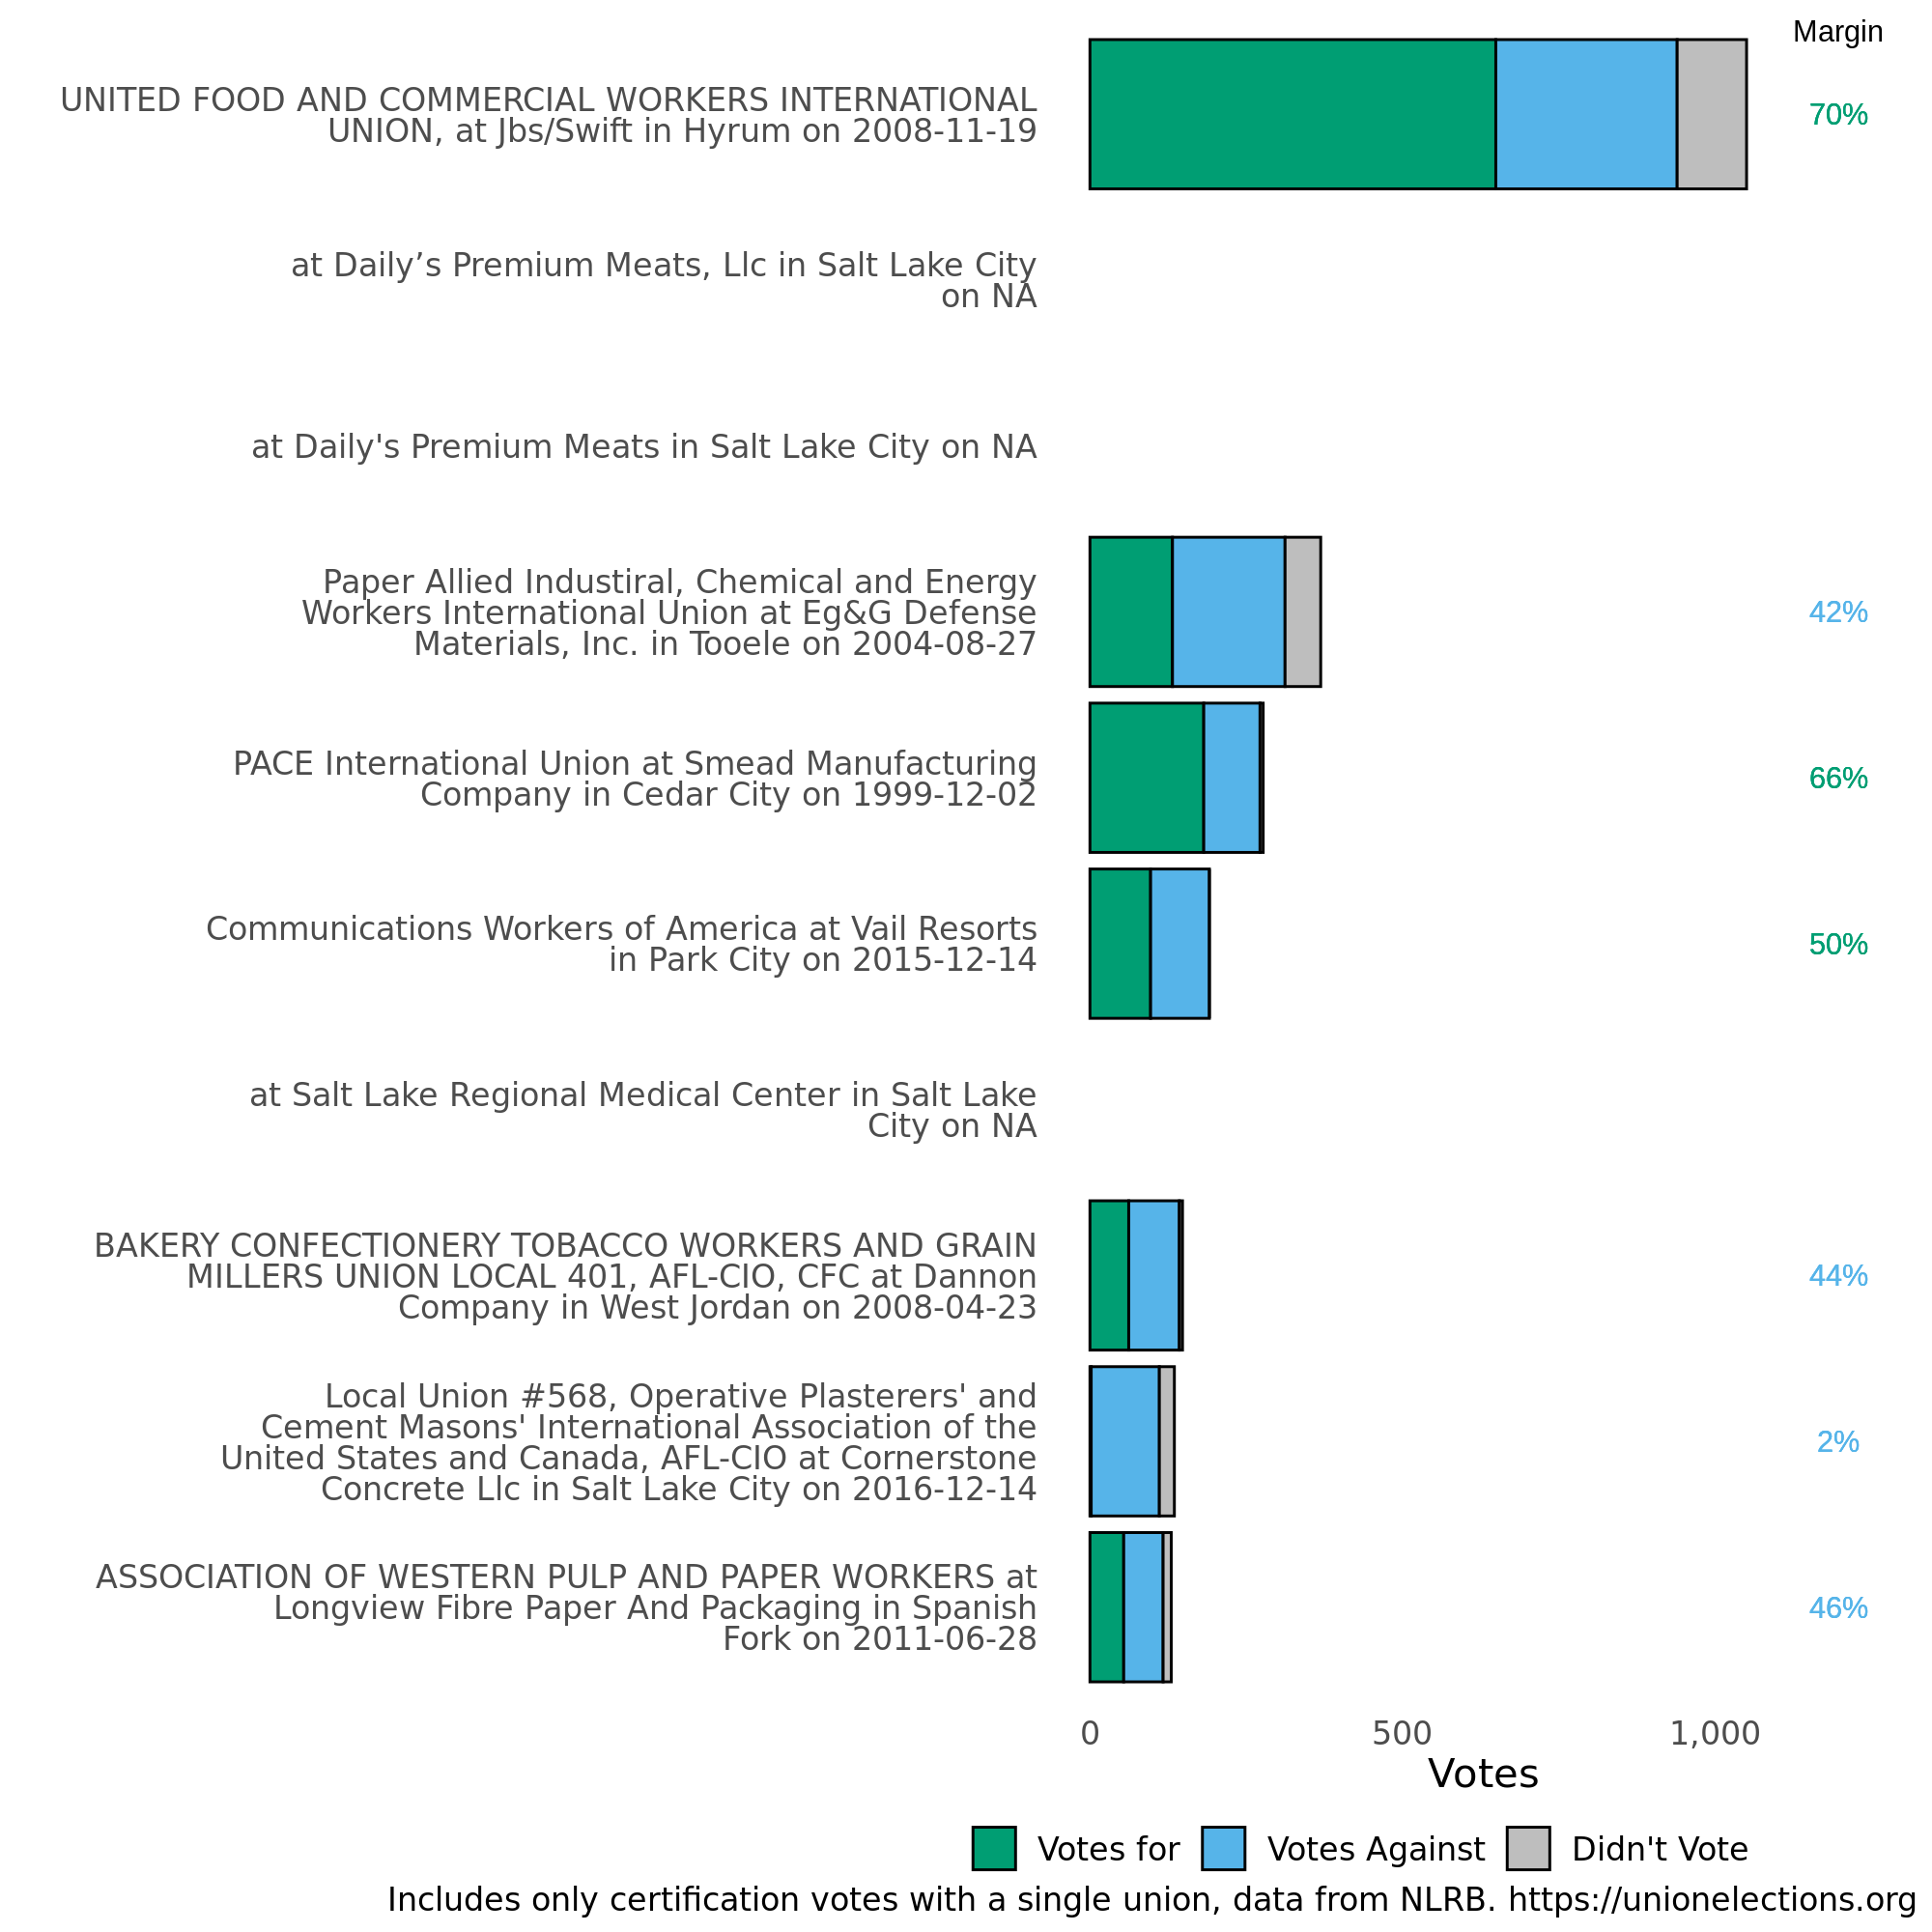 Margin
UNITED FOOD AND COMMERCIAL WORKERS INTERNATIONAL
UNION, at Jbs/Swift in Hyrum on 2008-11-19
70%
at Daily’s Premium Meats, Llc in Salt Lake City
on NA
at Daily's Premium Meats in Salt Lake City on NA
Paper Allied Industiral, Chemical and Energy
Workers International Union at Eg&G Defense
Materials, Inc. in Tooele on 2004-08-27
42%
PACE International Union at Smead Manufacturing
Company in Cedar City on 1999-12-02
66%
Communications Workers of America at Vail Resorts
in Park City on 2015-12-14
50%
at Salt Lake Regional Medical Center in Salt Lake
City on NA
BAKERY CONFECTIONERY TOBACCO WORKERS AND GRAIN
MILLERS UNION LOCAL 401, AFL-CIO, CFC at Dannon
Company in West Jordan on 2008-04-23
44%
Local Union #568, Operative Plasterers' and
Cement Masons' International Association of the
United States and Canada, AFL-CIO at Cornerstone
Concrete Llc in Salt Lake City on 2016-12-14
2%
ASSOCIATION OF WESTERN PULP AND PAPER WORKERS at
Longview Fibre Paper And Packaging in Spanish
Fork on 2011-06-28
46%
0 500 1,000
Votes
Votes for Votes Against Didn't Vote
Includes only certification votes with a single union, data from NLRB. https://unionelections.org